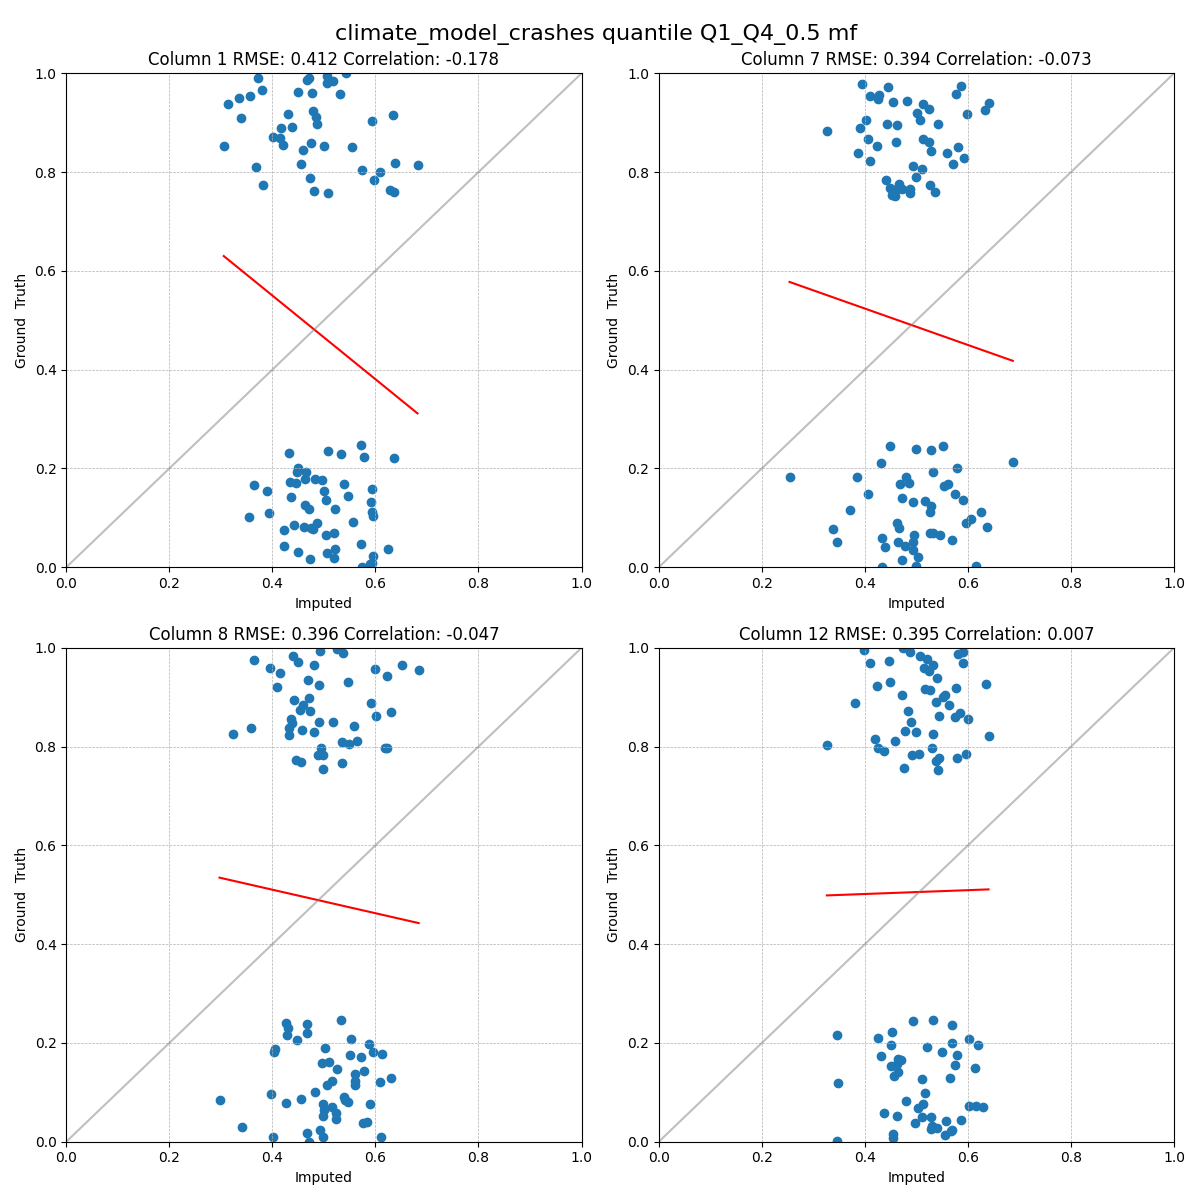 climate_model_crashes quantile Q1_Q4_0.5 mf
Column 1 RMSE: 0.412 Correlation: -0.178
1.0
0.8
0.6
0.4
0.2
0.0
Ground Truth
0.0 0.2 0.4 0.6 0.8 1.0
Imputed
Column 7 RMSE: 0.394 Correlation: -0.073
1.0
0.8
0.6
0.4
0.2
0.0
Ground Truth
0.0 0.2 0.4 0.6 0.8 1.0
Imputed
Column 8 RMSE: 0.396 Correlation: -0.047
1.0
0.8
0.6
0.4
0.2
0.0
Ground Truth
0.0 0.2 0.4 0.6 0.8 1.0
Imputed
Column 12 RMSE: 0.395 Correlation: 0.007
1.0
0.8
0.6
0.4
0.2
0.0
Ground Truth
0.0 0.2 0.4 0.6 0.8 1.0
Imputed